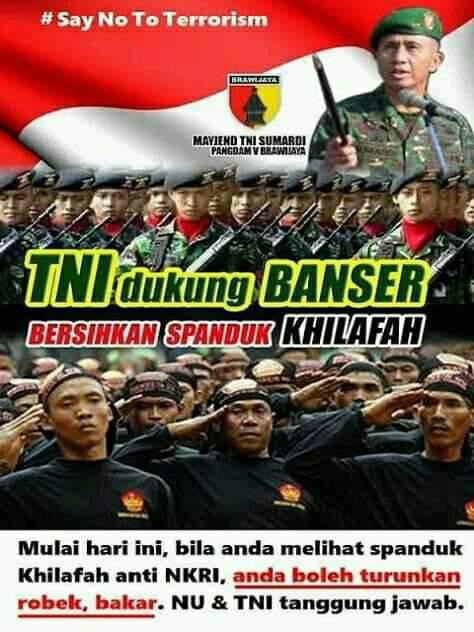 # Say No To Terrorism
BRAWIJAYA
MAYJEND TNI SUMARDI
PANGDAM V BRAWIJAYA
TNI dukung BANSER
BERSIHKAN SPANDUK KHILAFAH
Mulai hari ini, bila anda melihat spanduk
Khilafah anti NKRI, anda boleh turunkan
robek, bakar. NU & TNI tanggung jawab.